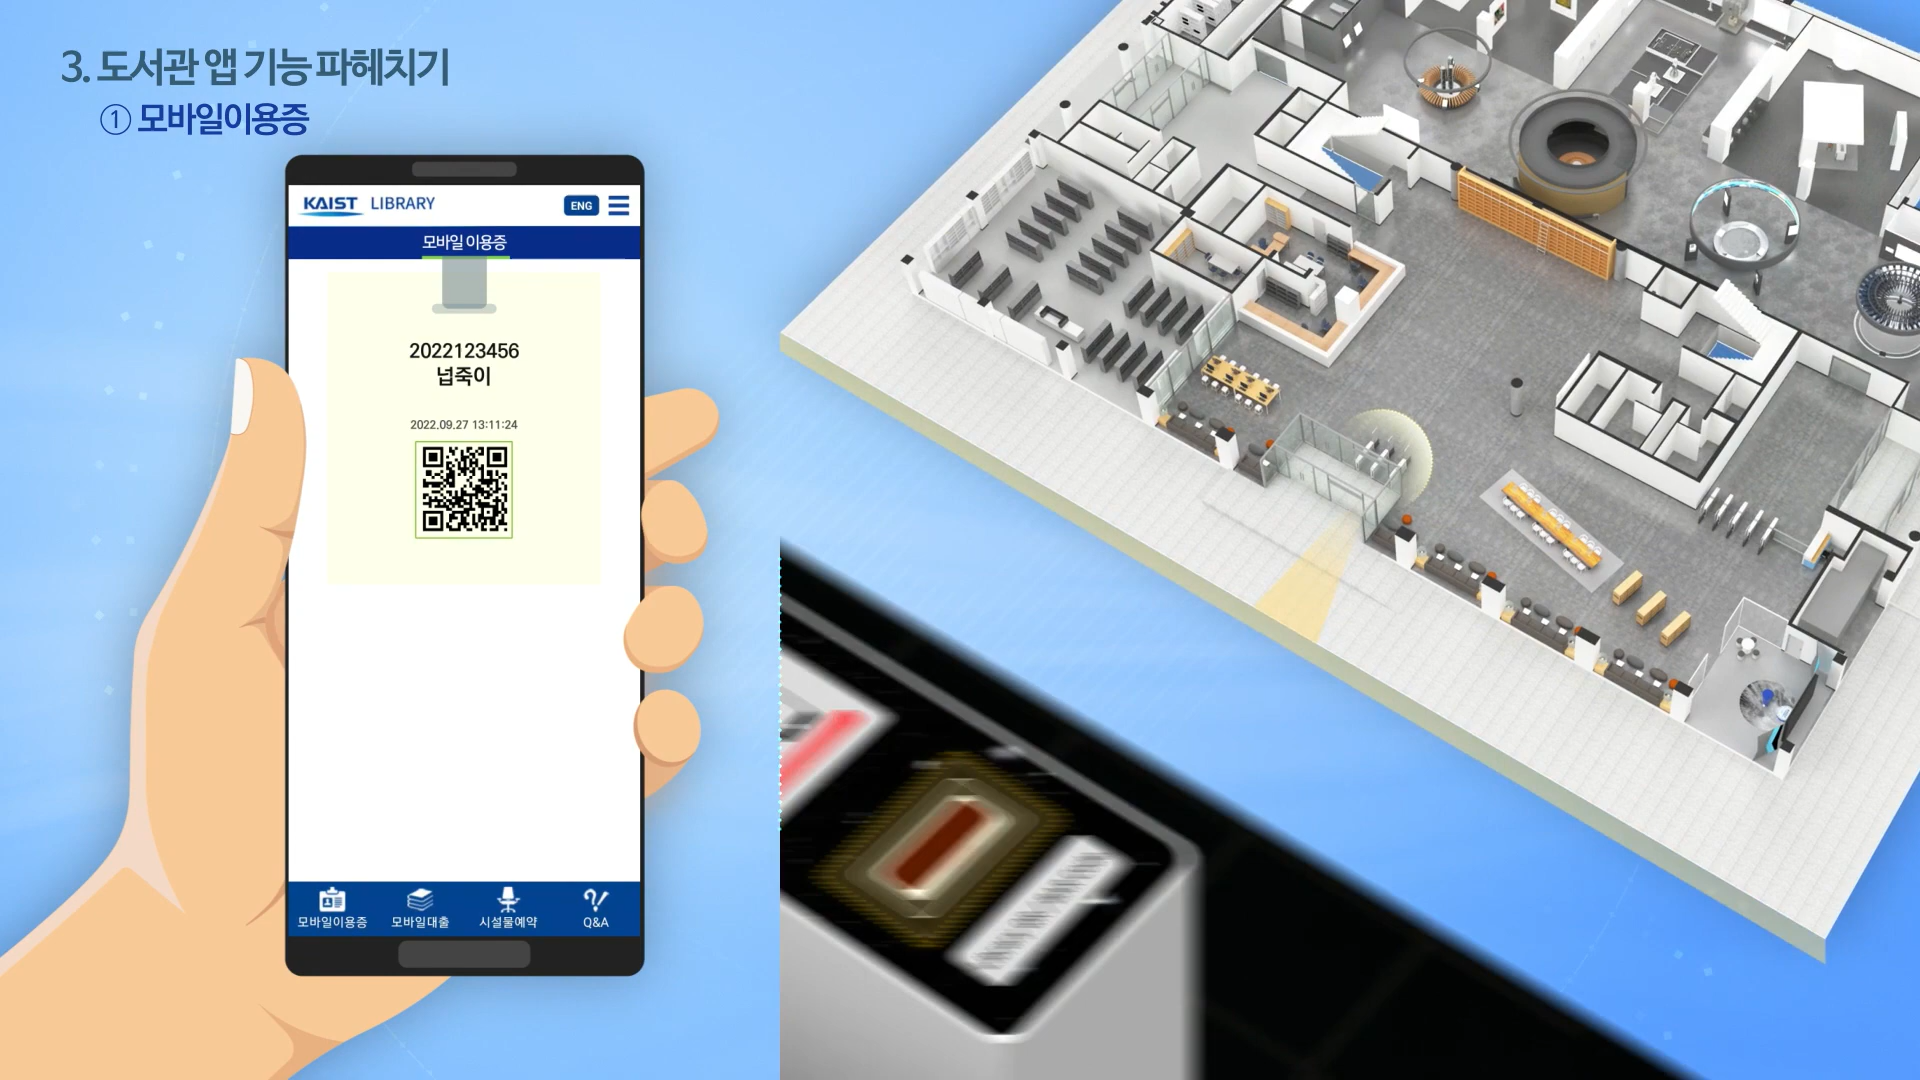 3. 도서관 앱 기능 파헤치기
① 모바일이용증
KAIST LIBRARY
ENG
모바일 이용증
2022123456
넙죽이
2022.09.27 13:11:24
모바일이용증 모바일대출 시설물예약 Q&A